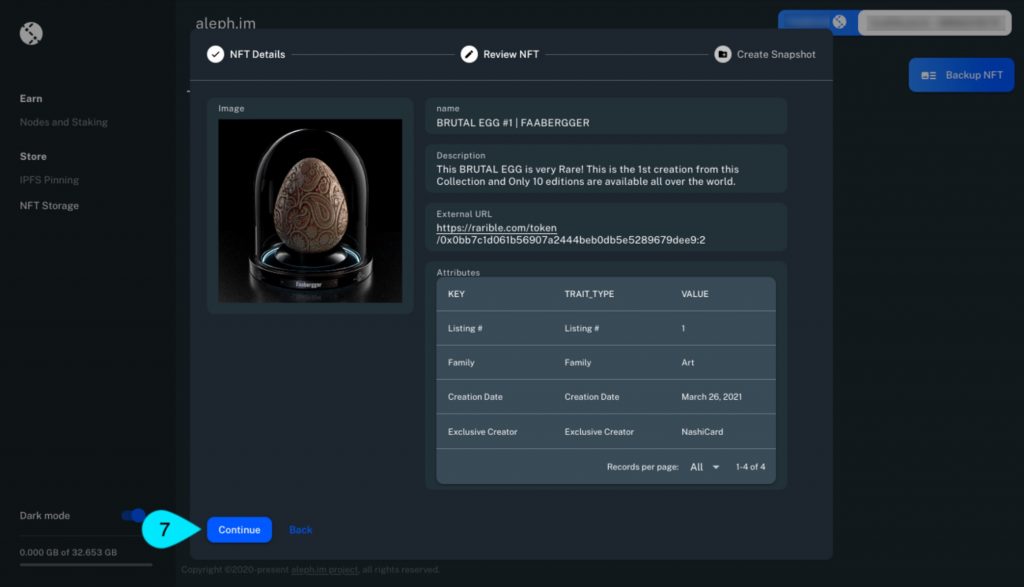 aleph.im
NFT Details
Review NFT
Create Snapshot
Backup NFT
Earn
Nodes and Staking
Store
IPFS Pinning
NFT Storage
Image
Faabergger
name
BRUTAL EGG #1 | FAABERGGER
Description
This BRUTAL EGG is very Rare! This is the 1st creation from this
Collection and Only 10 editions are available all over the world.
External URL
https://rarible.com/token
/0x0bb7c1d061b56907a2444beb0db5e5289679dee9:2
Attributes
KEY TRAIT_TYPE VALUE
Listing # Listing # 1
Family Family Art
Creation Date Creation Date March 26, 2021
Exclusive Creator Exclusive Creator NashiCard
Records per page: All 1-4 of 4
Dark mode
7
Continue
Back
0.000 GB of 32.653 GB
Copyright ©2020-present aleph.im project, all rights reserved.